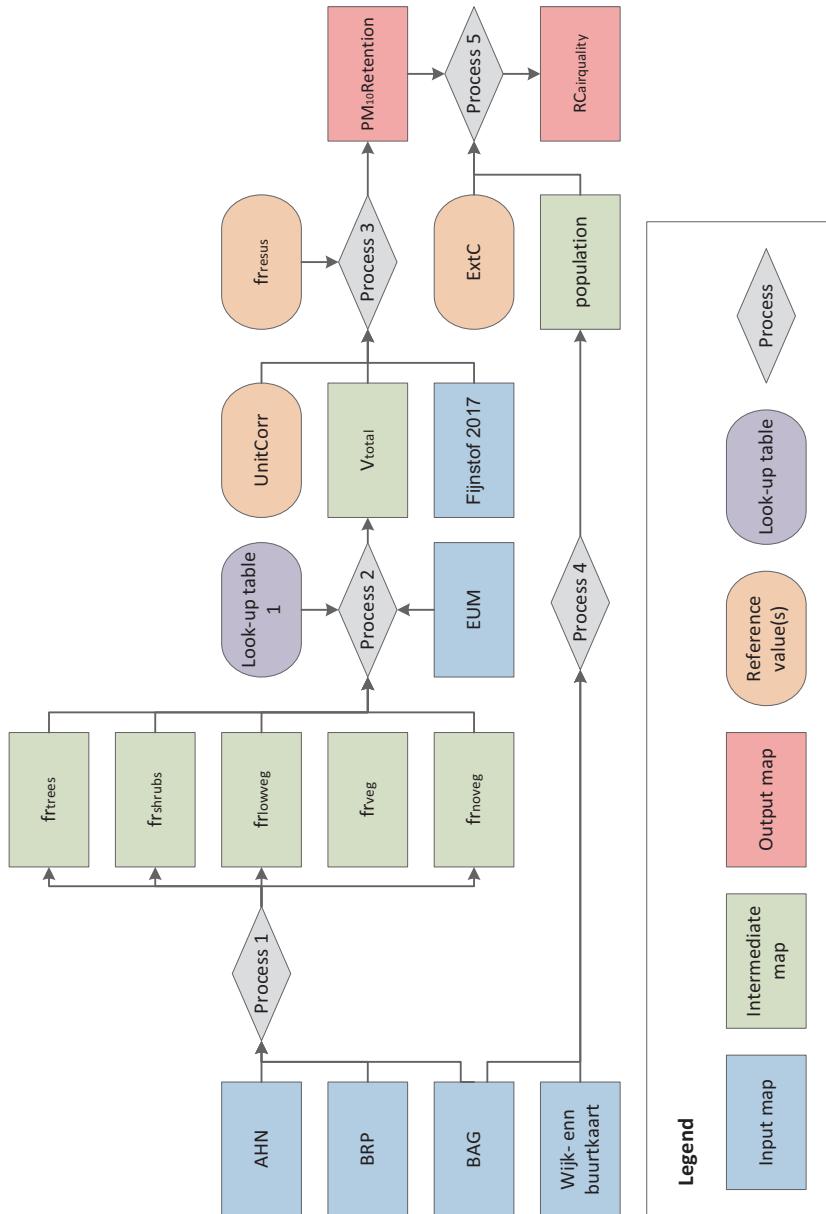 AHN
BRP
BAG
Wijk- enn
buurtkaart
Process 1
frtrees
frshrubs
frlowveg
frveg
frnoveg
Look-up table
1
Process 2
EUM
Process 4
UnitCorr
Vtotal
Fijnstof 2017
frresus
Process 3
ExtC
population
PM₁₀Retention
Process 5
RCairquality
Legend
Input map
Intermediate
map
Output map
Reference
value(s)
Look-up table
Process